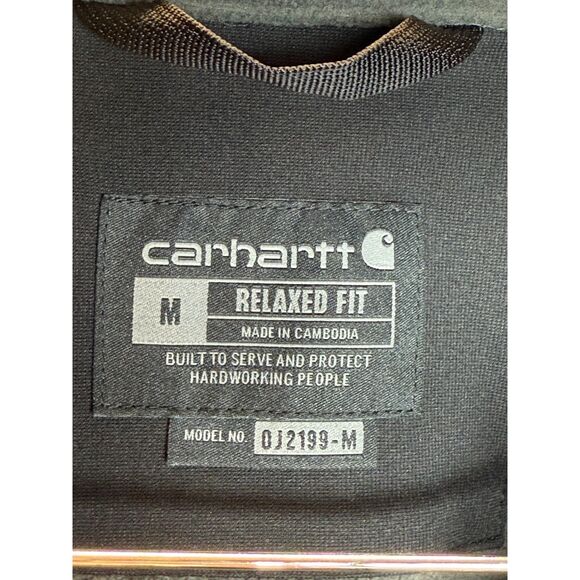 carhartt
M RELAXED FIT
MADE IN CAMBODIA
BUILT TO SERVE AND PROTECT
HARDWORKING PEOPLE
MODEL NO. OJ2199-M